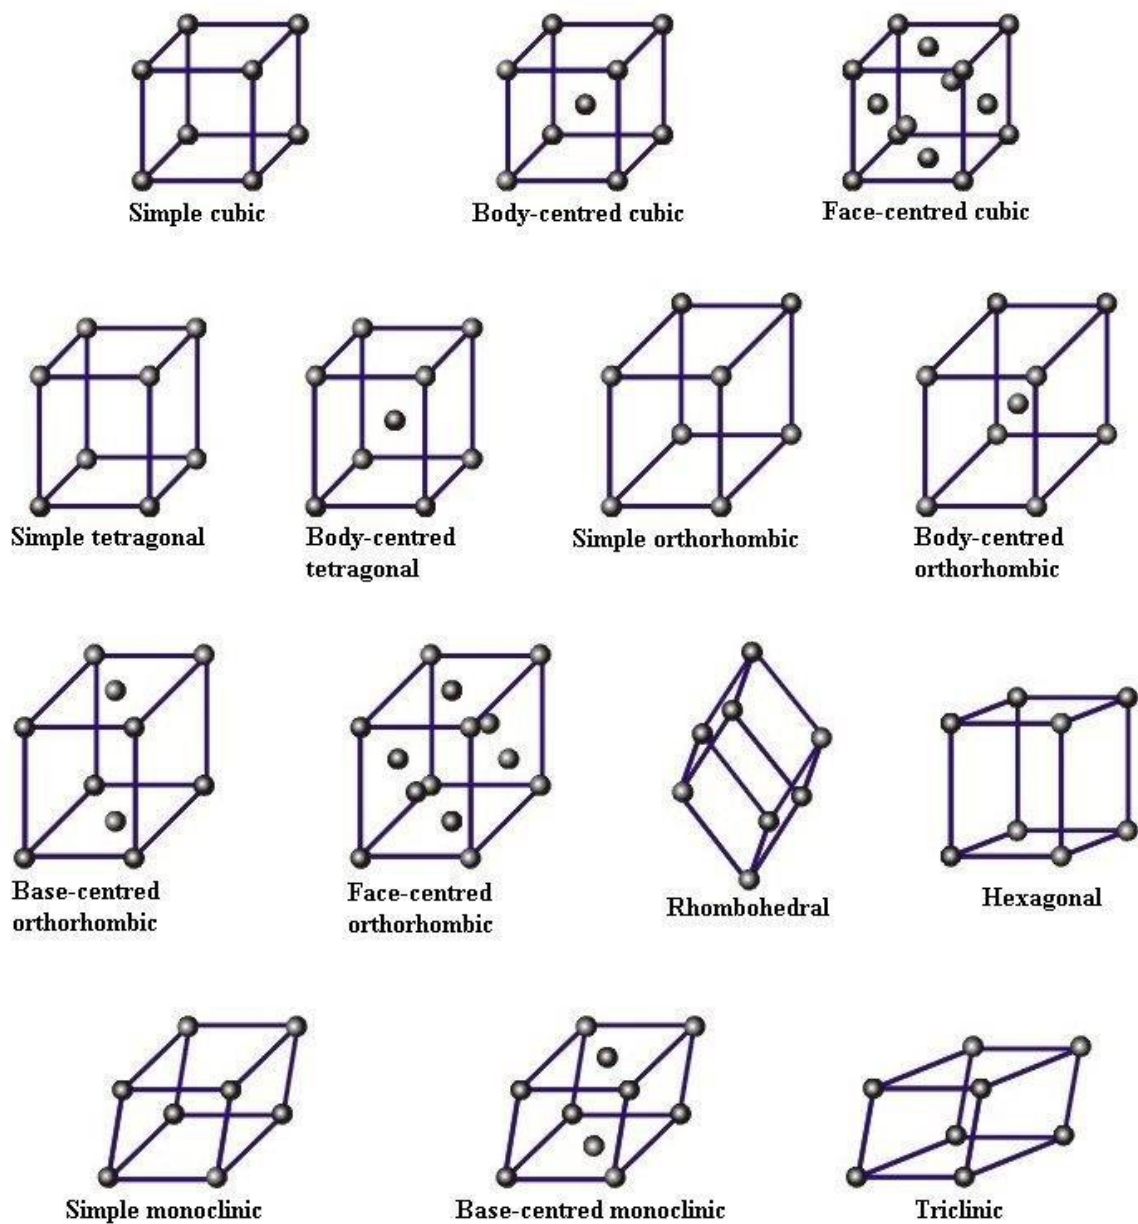 Simple cubic
Body-centred cubic
Face-centred cubic
Simple tetragonal
Body-centred
tetragonal
Simple orthorhombic
Body-centred
orthorhombic
Base-centred
orthorhombic
Face-centred
orthorhombic
Rhombohedral
Hexagonal
Simple monoclinic
Base-centred monoclinic
Triclinic